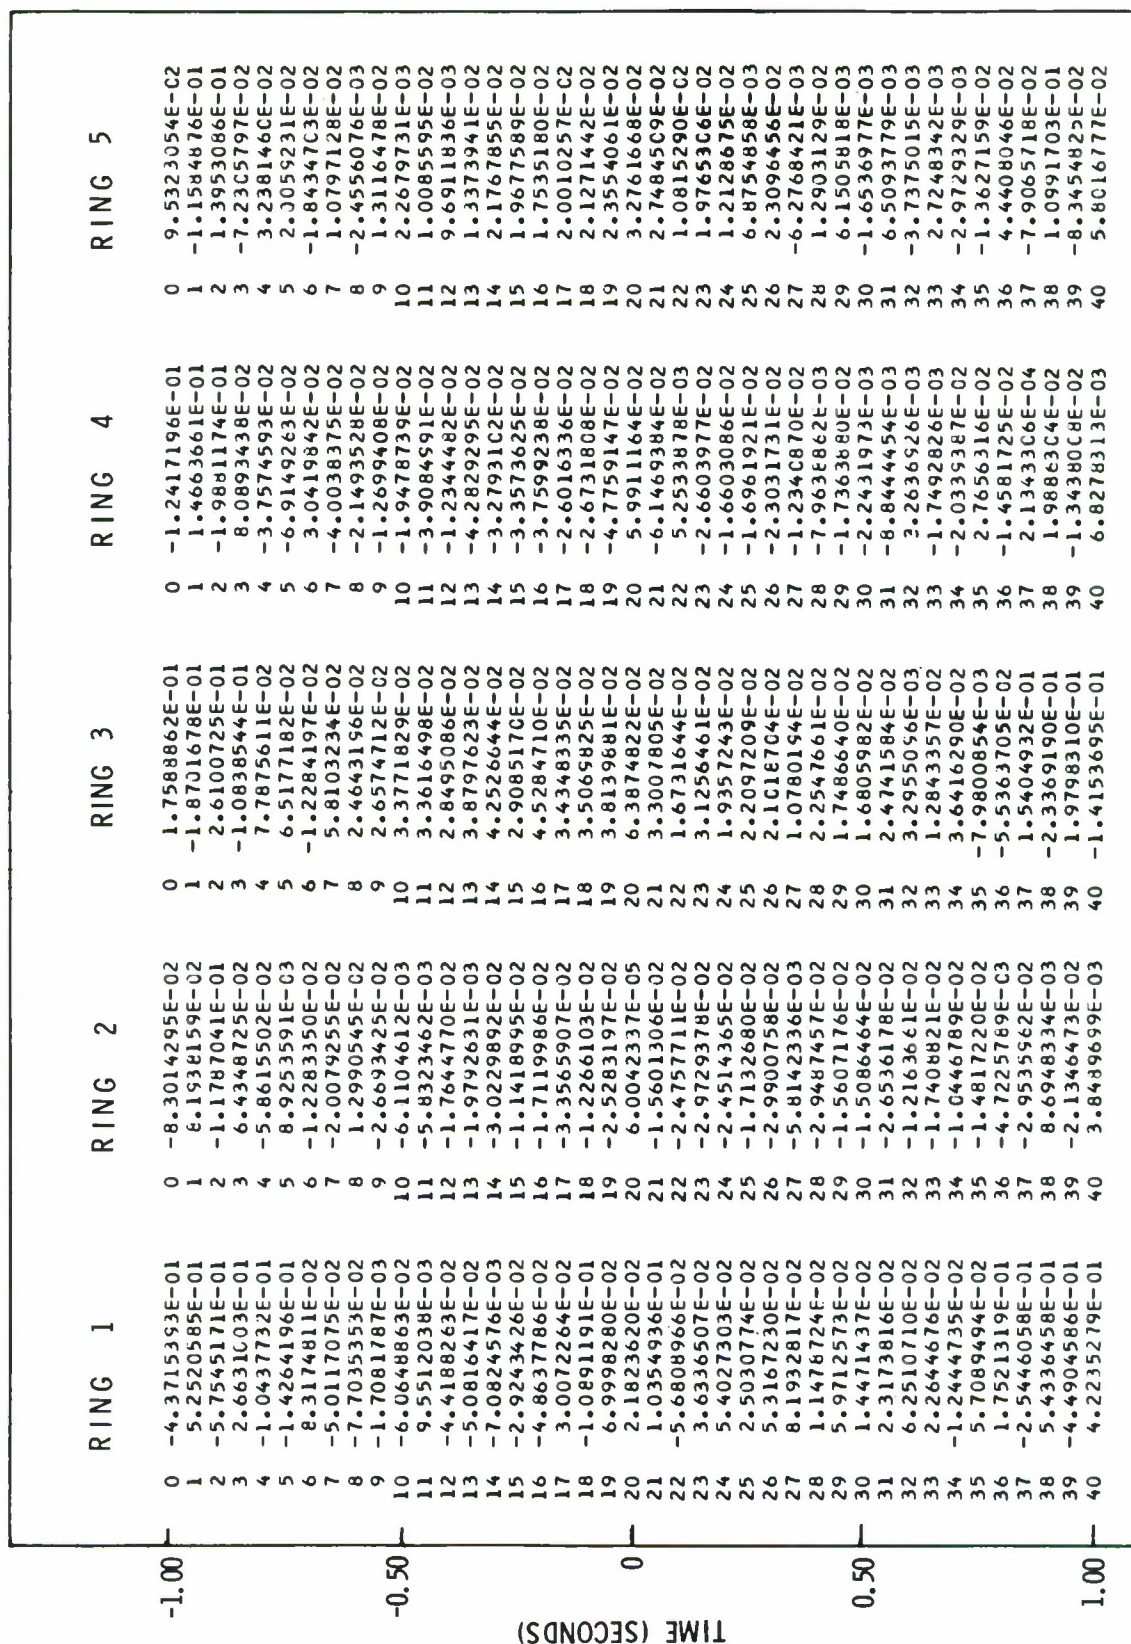 RING 1 RING 2 RING 3 RING 4 RING 5
-1.00 0 -4.3715393E-01 0 -8.3014295E-02 0 1.7588862E-01 0 -1.2417196E-01 0 9.5323054E-C2
1 5.2520585E-01 1 8.1938159E-02 1 -1.8701678E-01 1 1.4663661E-01 1 -1.1584876E-01
2 -5.7545171E-01 2 -1.1787041E-01 2 2.6100725E-01 2 -1.9881174E-01 2 1.3953086E-01
3 2.6631C03E-01 3 6.4348725E-02 3 -1.0838544E-01 3 8.0893438E-02 3 -7.23C5797E-02
4 -1.0437732E-01 4 -5.8615502E-02 4 7.7875611E-02 4 -3.7574593E-02 4 3.238146CE-02
5 -1.4264196E-01 5 8.9253591E-C3 5 6.5177182E-02 5 -6.9149263E-02 5 2.0059231E-02
6 8.3174811E-02 6 -1.2283350E-02 6 -1.2284197E-02 6 3.0419842E-02 6 -1.84347C3E-02
7 -5.0117075E-02 7 -2.0079255E-02 7 5.8103234E-02 7 -4.0038375E-02 7 1.0797128E-02
8 -7.7035353E-02 8 1.2990545E-C2 8 2.4643196E-02 8 -2.1493528E-02 8 -2.4556076E-03
9 -1.7081787E-03 9 -2.6693425E-02 9 2.6574712E-C2 9 -1.2699408E-02 9 1.3116478E-02
-0.50 10 -6.0648863E-02 10 -6.1104612E-03 10 3.3771829E-02 10 -1.9478739E-02 10 2.2679731E-03
11 9.5512038E-03 11 -5.8323462E-03 11 3.3616498E-02 11 -3.9084991E-02 11 1.0085595E-02
12 -4.4188263E-02 12 -1.7644770E-02 12 2.8495086E-02 12 -1.2344482E-02 12 9.6911836E-03
13 -5.0816417E-02 13 -1.9792631E-03 13 3.8797623E-02 13 -4.2829295E-02 13 1.3373941E-02
14 -7.0824576E-03 14 -3.0229892E-02 14 4.2526644E-02 14 -3.27931C2E-02 14 2.1767855E-02
15 -2.9243426E-02 15 -1.1418995E-02 15 2.908517CE-02 15 -3.3573625E-02 15 1.9677589E-02
16 -4.8637786E-02 16 -1.7119986E-02 16 4.5284710E-02 16 -3.7599238E-02 16 1.7535180E-02
17 3.0072264E-02 17 -3.3565907E-02 17 3.4348335E-02 17 -2.6016336E-02 17 2.0010257E-C2
18 -1.0891191E-01 18 -1.2266103E-02 18 3.5069825E-02 18 -2.6731808E-02 18 2.1271442E-02
19 6.9998280E-02 19 -2.5283197E-02 19 3.8139681E-02 19 -4.7759147E-02 19 2.3554061E-02
0 20 2.1823620E-02 20 6.0042337E-05 20 6.3874822E-02 20 5.9911164E-02 20 3.2761668E-02
21 1.0354936E-01 21 -1.5601306E-02 21 3.3007805E-02 21 -6.1469384E-02 21 2.74845C9E-02
22 -5.6808966E-02 22 -2.4757711E-02 22 1.6731644E-02 22 5.2533878E-03 22 1.0815290E-C2
23 3.6336507E-02 23 -2.9729378E-02 23 3.1256461E-02 23 -2.6603977E-02 23 1.97653C6E-02
24 5.4027303E-02 24 -2.4514365E-02 24 1.9357243E-02 24 -1.6603086E-02 24 1.2128675E-02
25 2.5030774E-02 25 -1.7132680E-02 25 2.2097209E-02 25 -1.6961921E-02 25 6.8754858E-03
26 5.3167230E-02 26 -2.9900758E-02 26 2.1C187C4E-02 26 -2.3031731E-02 26 2.3096456E-02
27 8.1932817E-02 27 -5.8142336E-03 27 1.0780194E-02 27 -1.234C870E-02 27 -6.2768421E-03
28 1.1478724E-02 28 -2.9487457E-02 28 2.2547661E-02 28 -7.9638862E-03 28 1.2903129E-02
29 5.9712573E-02 29 -1.5607176E-02 29 1.7486640E-02 29 -1.7363880E-02 29 6.1505818E-03
0.50 30 1.4471437E-02 30 -1.5086464E-02 30 1.6805982E-02 30 -2.2431973E-03 30 -1.6536977E-03
31 2.3173816E-02 31 -2.6536178E-02 31 2.4741584E-02 31 -8.8444454E-03 31 6.5093779E-03
32 6.2510710E-02 32 -1.2163661E-02 32 3.2955056E-03 32 3.2636926E-03 32 -3.7375015E-02
33 2.2644676E-02 33 -1.7408821E-02 33 1.2843357E-02 33 -1.7492826E-03 33 2.7248342E-03
34 -1.2444735E-02 34 -1.0446789E-02 34 3.6416290E-02 34 -2.0339387E-C2 34 -2.9729329E-03
35 5.7089494E-02 35 -1.4817220E-02 35 -7.9800854E-03 35 2.7656316E-02 35 -1.3627159E-02
36 1.7521319E-01 36 -4.7225789E-C3 36 -5.5363705E-02 36 -1.4581725E-02 36 4.4408046E-02
37 -2.5446058E-01 37 -2.9535962E-02 37 1.5404932E-01 37 2.13433C6E-04 37 -7.9065718E-02
38 5.4336458E-01 38 8.6948334E-03 38 -2.3369190E-01 38 1.98863C4E-02 38 1.0991703E-01
39 -4.4904586E-01 39 -2.1346473E-02 39 1.9798310E-01 39 -1.34380C8E-02 39 -8.3454825E-02
1.00 40 4.2235279E-01 40 3.8489699E-03 40 -1.4153695E-01 40 6.8278313E-03 40 5.8C16777E-02
TIME (SECONDS)